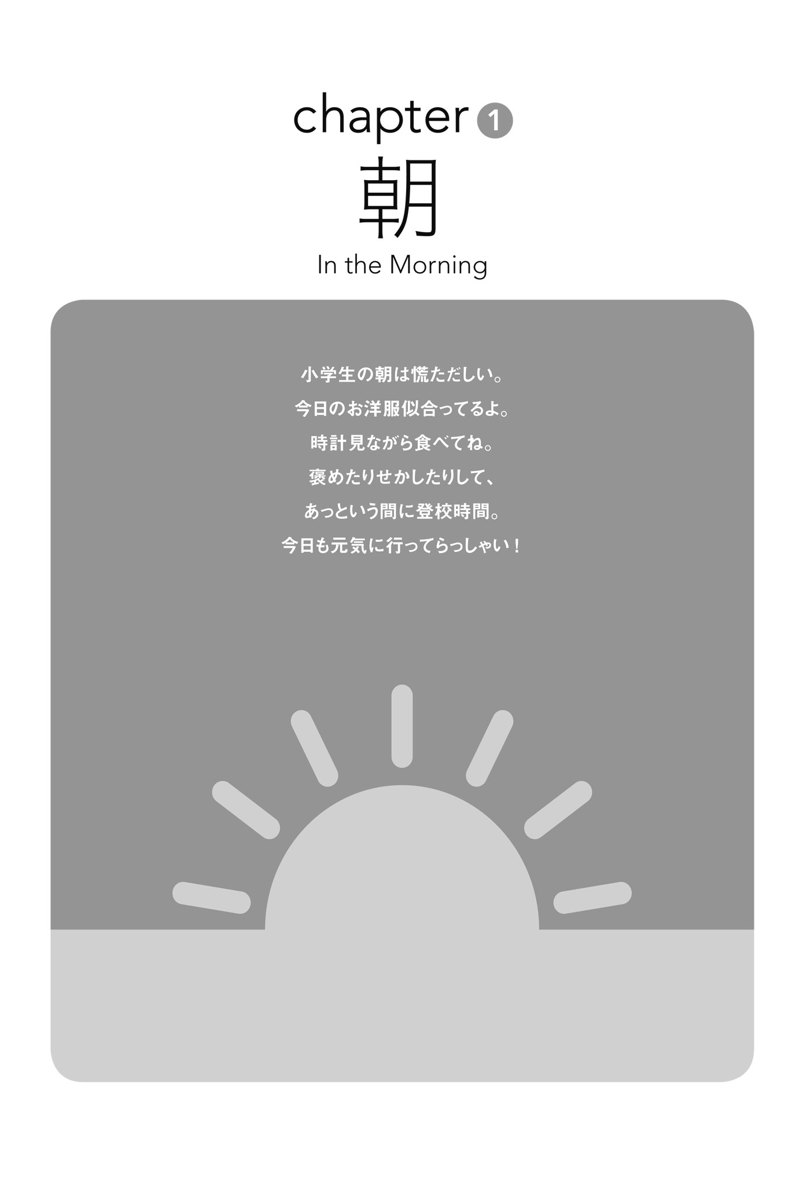 chapter 1
朝
In the Morning
小学生の朝は慌ただしい。
今日のお洋服似合ってるよ。
時計見ながら食べてね。
褒めたりせかしたりして、
あっという間に登校時間。
今日も元気に行ってらっしゃい！